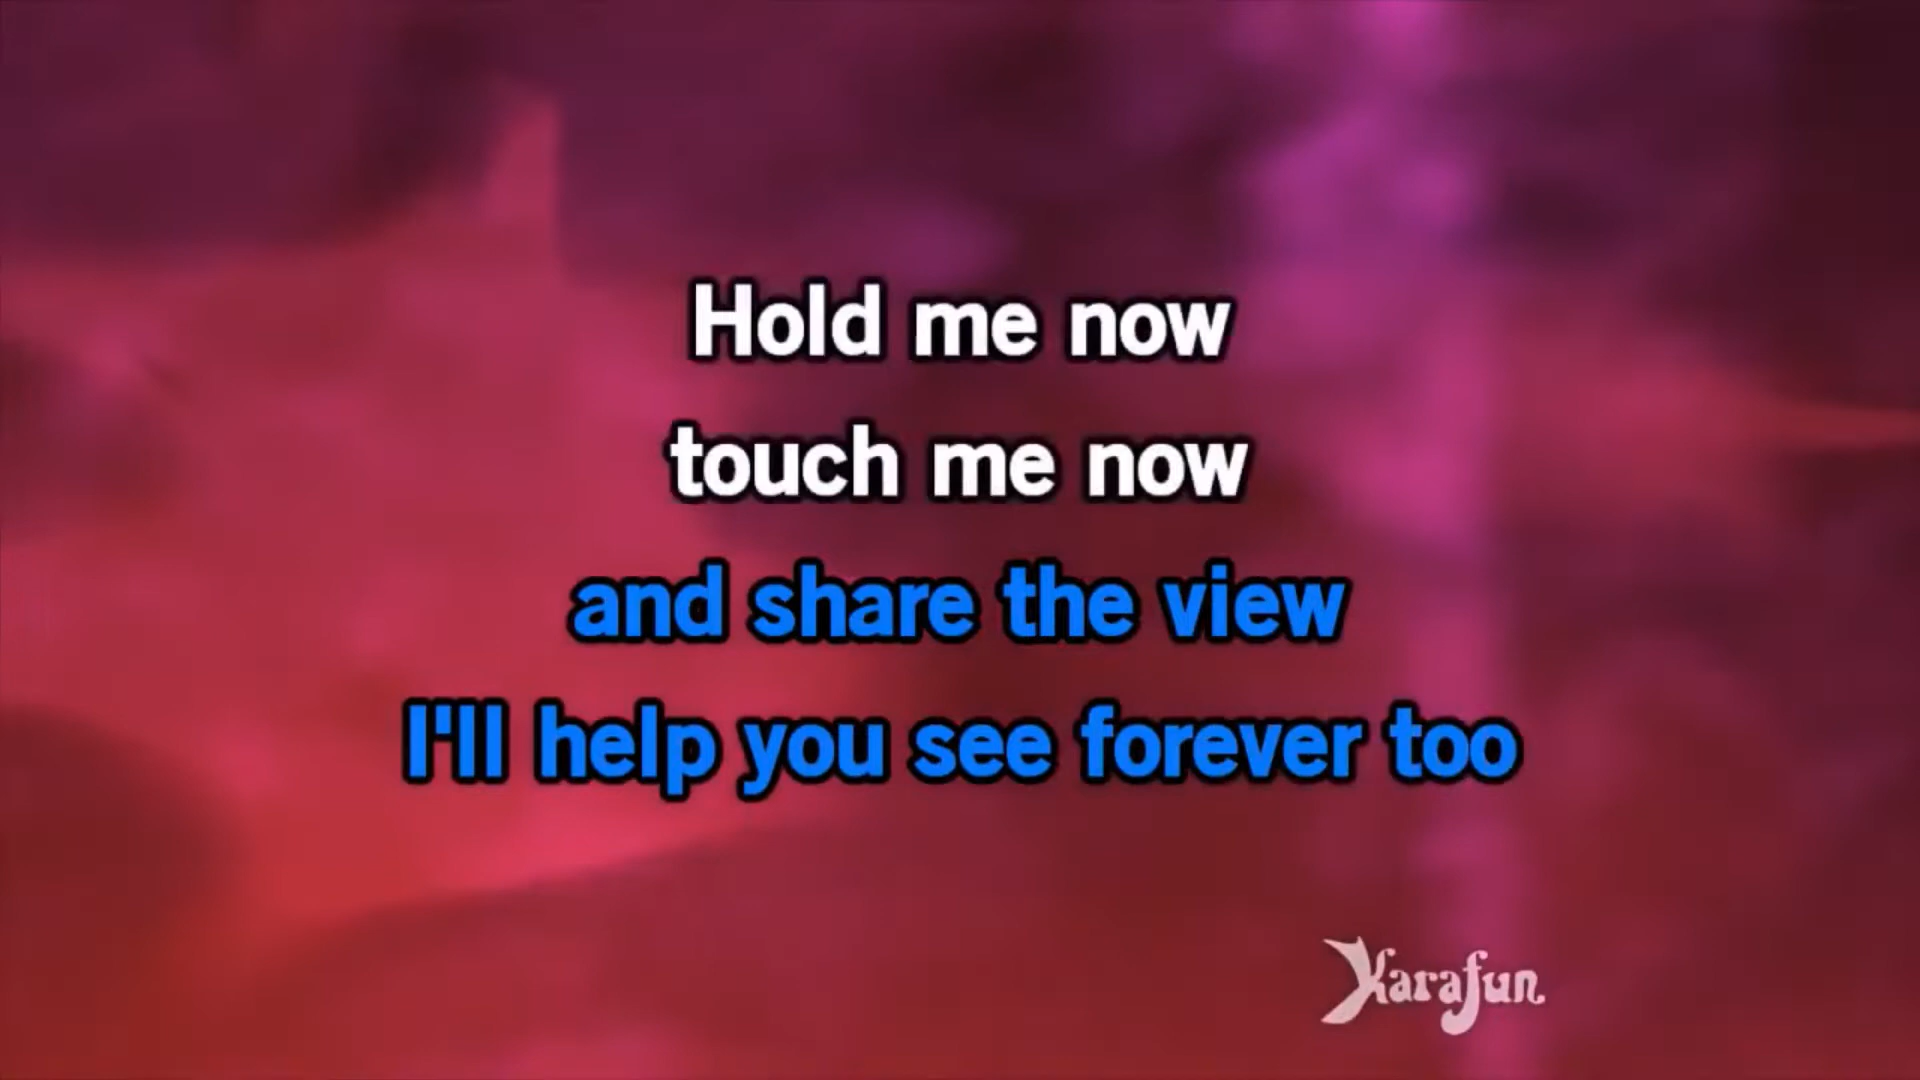 Hold me now
touch me now
and share the view
I'll help you see forever too
Karafun